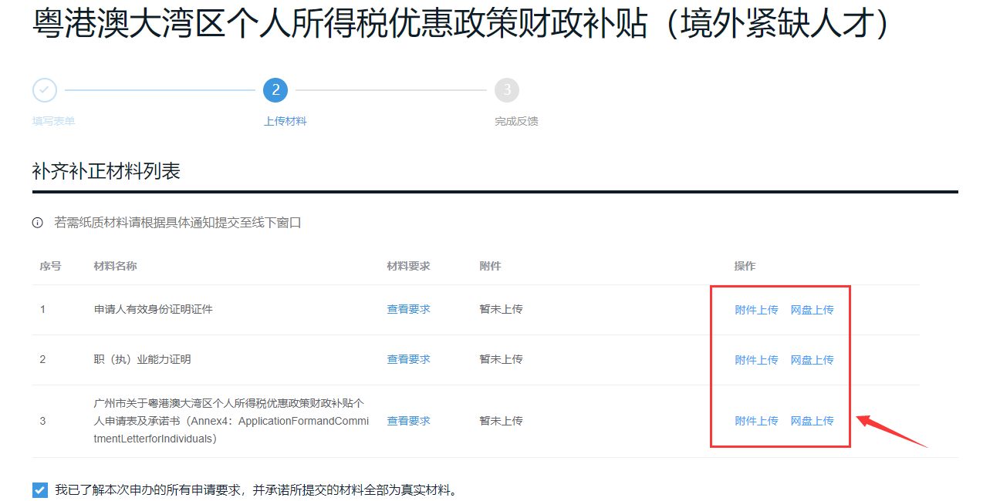 粤港澳大湾区个人所得税优惠政策财政补贴（境外紧缺人才）
2
3
填写表单
上传材料
完成反馈
补齐补正材料列表
若需纸质材料请根据具体通知提交至线下窗口
序号 材料名称 材料要求 附件 操作
1 申请人有效身份证明证件 查看要求 暂未上传 附件上传 网盘上传
2 职（执）业能力证明 查看要求 暂未上传 附件上传 网盘上传
广州市关于粤港澳大湾区个人所得税优惠政策财政补贴个
3 人申请表及承诺书（Annex4：ApplicationFormandCommi 查看要求 暂未上传 附件上传 网盘上传
tmentLetterforIndividuals）
我已了解本次申办的所有申请要求，并承诺所提交的材料全部为真实材料。